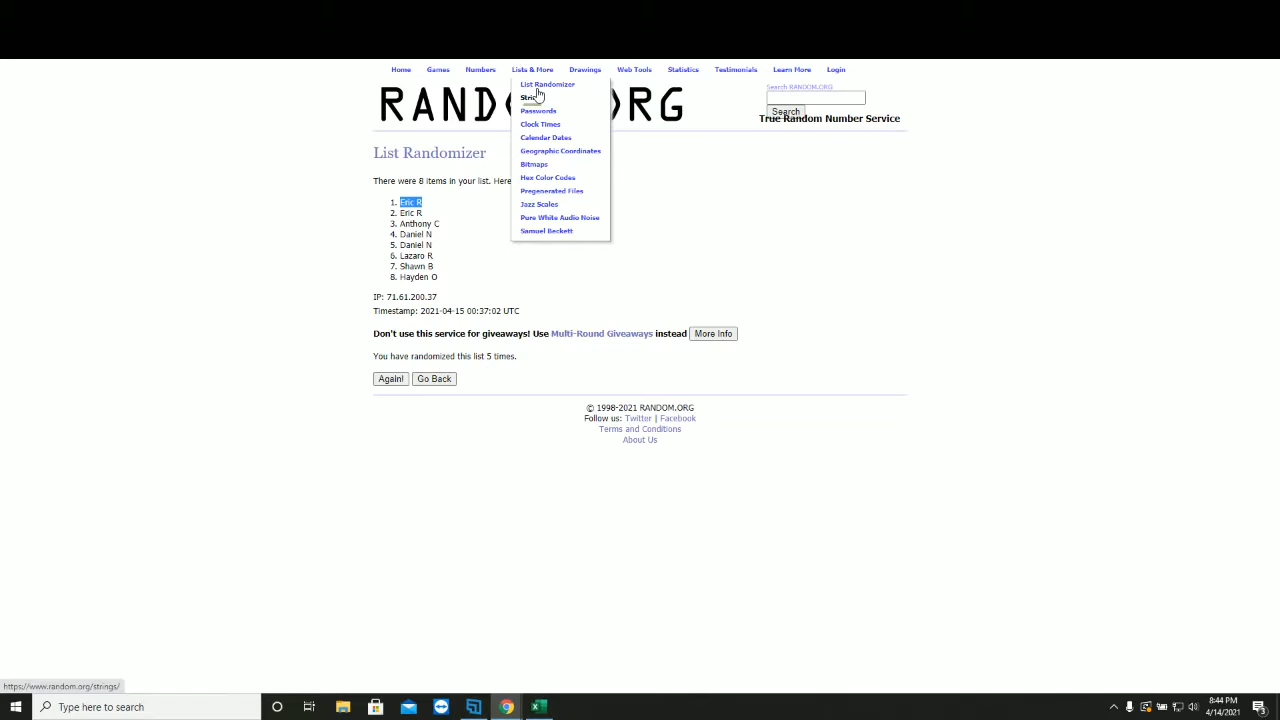 Home Games Numbers Lists & More Drawings Web Tools Statistics Testimonials Learn More Login
List Randomizer
Passwords
Clock Times
Calendar Dates
Geographic Coordinates
Bitmaps
Hex Color Codes
Pregenerated Files
Jazz Scales
Pure White Audio Noise
Samuel Beckett
Search RANDOM.ORG
Search
True Random Number Service
List Randomizer
There were 8 items in your list. Here
1. Eric R
2. Eric R
3. Anthony C
4. Daniel N
5. Daniel N
6. Lazaro R
7. Shawn B
8. Hayden O
IP: 71.61.200.37
Timestamp: 2021-04-15 00:37:02 UTC
Don't use this service for giveaways! Use Multi-Round Giveaways instead More Info
You have randomized this list 5 times.
Again! Go Back
© 1998-2021 RANDOM.ORG
Follow us: Twitter | Facebook
Terms and Conditions
About Us
https://www.random.org/strings/
Type here to search
8:44 PM
4/14/2021
3